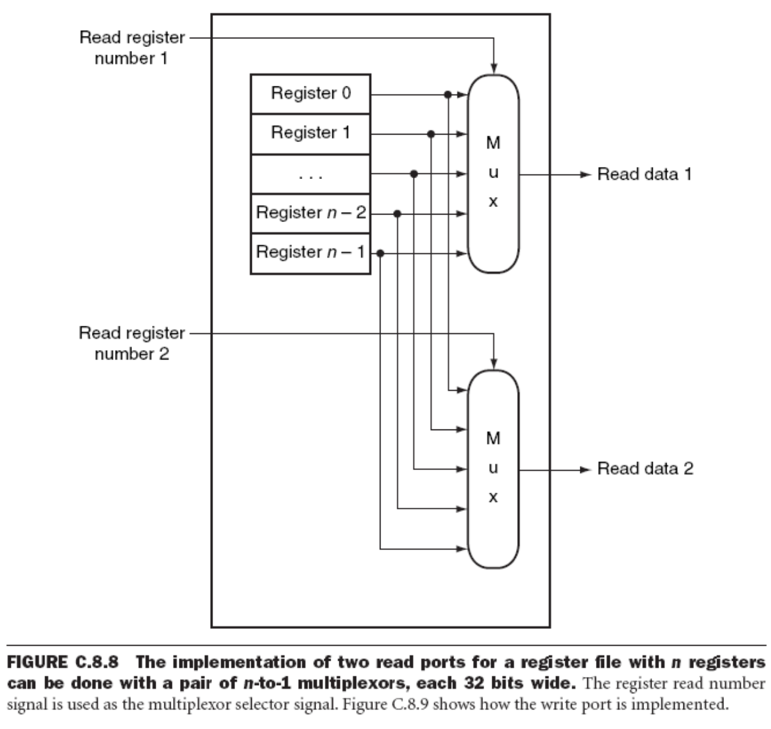 Read register
number 1
Register 0
Register 1
. . .
Register n – 2
Register n – 1
M
u
x
Read data 1
Read register
number 2
M
u
x
Read data 2
FIGURE C.8.8 The implementation of two read ports for a register file with n registers
can be done with a pair of n-to-1 multiplexors, each 32 bits wide. The register read number
signal is used as the multiplexor selector signal. Figure C.8.9 shows how the write port is implemented.